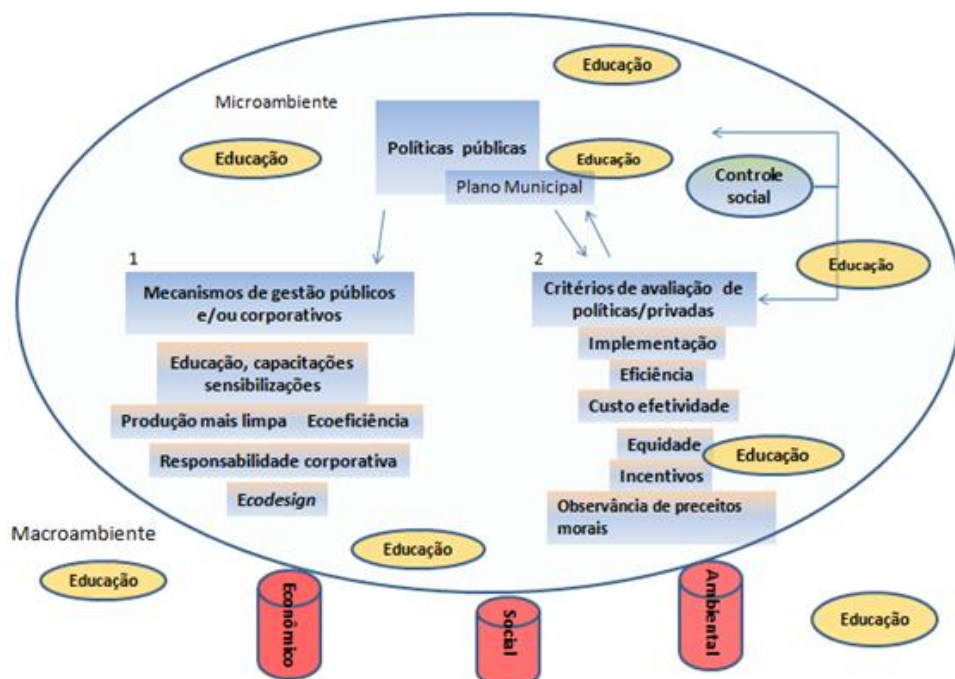 Educação
Microambiente
Educação
Políticas públicas
Educação
Plano Municipal
Controle
social
Educação
1
Mecanismos de gestão públicos
e/ou corporativos
Educação, capacitações
sensibilizações
Produção mais limpa Ecoeficiência
Responsabilidade corporativa
Ecodesign
2
Critérios de avaliação de
políticas/privadas
Implementação
Eficiência
Custo efetividade
Equidade
Educação
Incentivos
Observância de preceitos
morais
Macroambiente
Educação
Educação
Econômico
Social
Ambiental
Educação